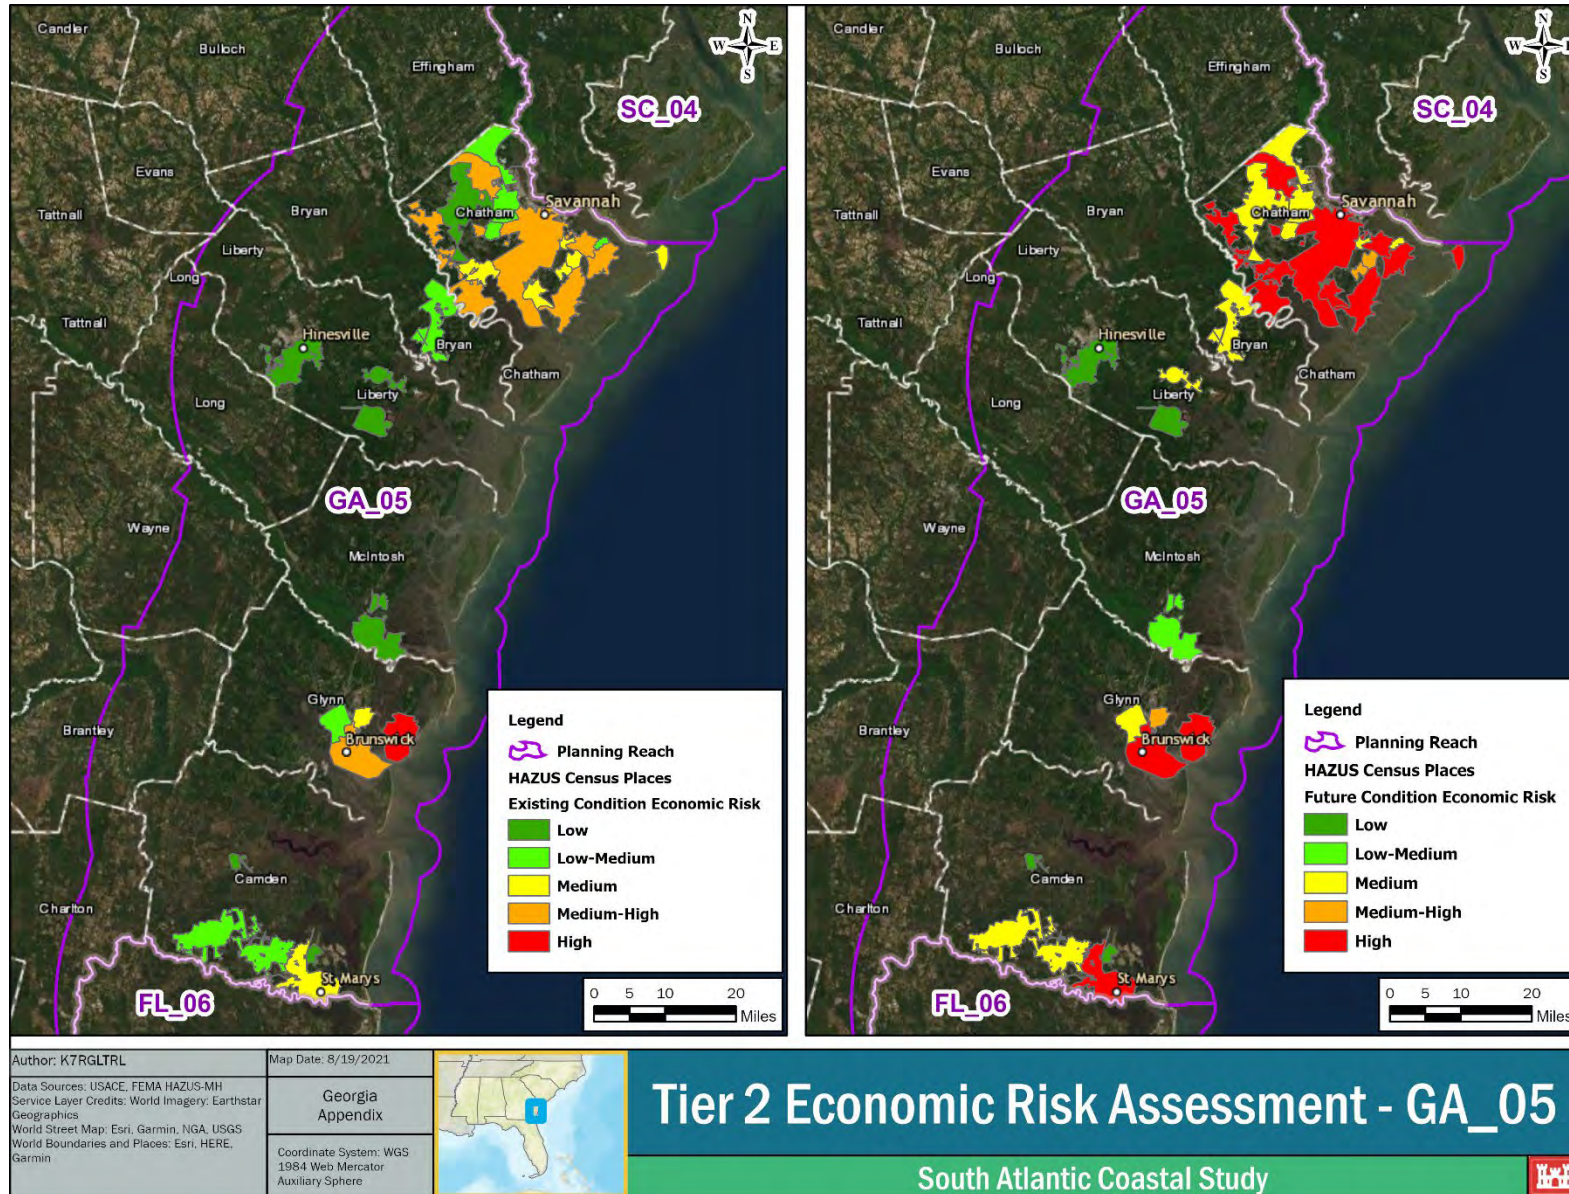 Candler
Bulloch
Effingham
N
W E
S
SC_04
Evans
Tattnall
Bryan
Chatham
Savannah
Liberty
Long
Tattnall
Hinesville
Bryan
Chatham
Long
Liberty
GA_05
Wayne
McIntosh
Glynn
Brantley
Brunswick
Camden
Charlton
St Marys
FL_06
Legend
Planning Reach
HAZUS Census Places
Existing Condition Economic Risk
Low
Low-Medium
Medium
Medium-High
High
0 5 10 20
Miles
Candler
Bulloch
Effingham
N
W E
S
SC_04
Evans
Tattnall
Bryan
Chatham
Savannah
Liberty
Long
Tattnall
Hinesville
Bryan
Chatham
Long
Liberty
GA_05
Wayne
McIntosh
Glynn
Brantley
Brunswick
Camden
Charlton
St Marys
FL_06
Legend
Planning Reach
HAZUS Census Places
Future Condition Economic Risk
Low
Low-Medium
Medium
Medium-High
High
0 5 10 20
Miles
Author: K7RGLTRL
Data Sources: USACE, FEMA HAZUS-MH
Service Layer Credits: World Imagery: Earthstar
Geographics
World Street Map: Esri, Garmin, NGA, USGS
World Boundaries and Places: Esri, HERE,
Garmin
Map Date: 8/19/2021
Georgia
Appendix
Coordinate System: WGS
1984 Web Mercator
Auxiliary Sphere
Tier 2 Economic Risk Assessment - GA_05
South Atlantic Coastal Study